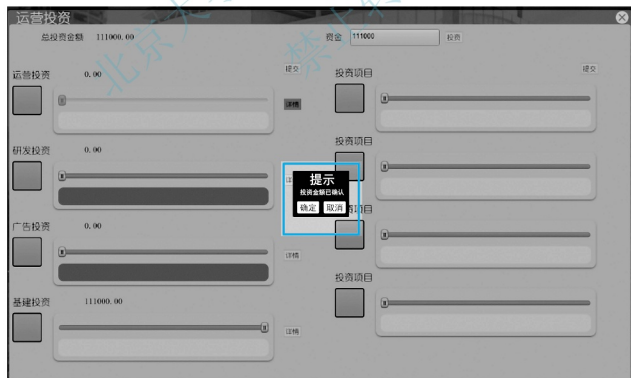 运营投资
总投资金额 111000.00 资金 111000 投资
运营投资 0.00 提交
详情
研发投资 0.00
广告投资 0.00
详情
基建投资 111000.00
详情
投资项目 提交
投资项目
资项目
投资项目
提示
投资金额已确认
确定 取消